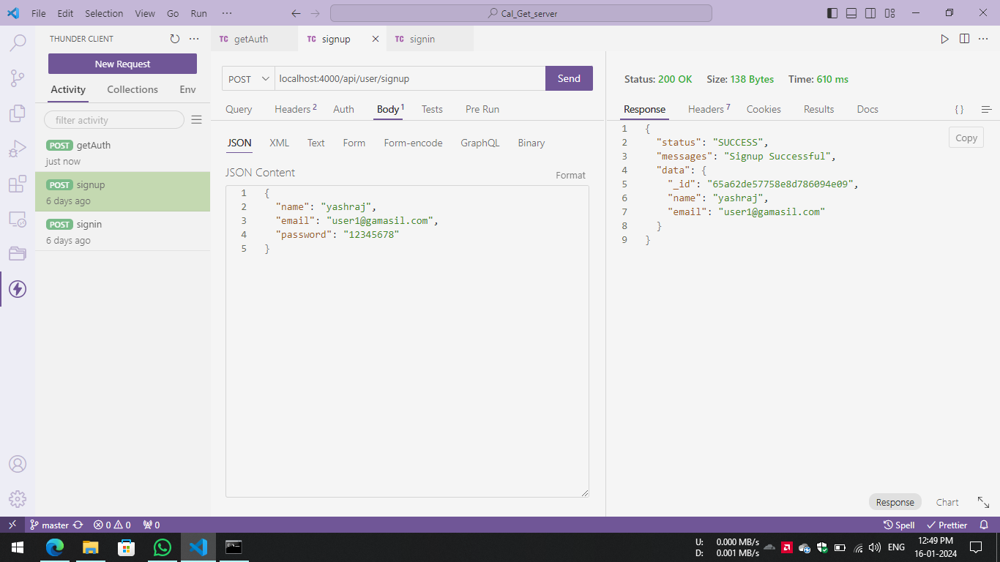 File Edit Selection View Go Run ··· Cal_Get_server
THUNDER CLIENT
New Request
Activity Collections Env
filter activity
POST getAuth
just now
POST signup
6 days ago
POST signin
6 days ago
TC getAuth TC signup TC signin
POST localhost:4000/api/user/signup Send
Query Headers 2 Auth Body 1 Tests Pre Run
JSON XML Text Form Form-encode GraphQL Binary
JSON Content Format
1 {
2 "name": "yashraj",
3 "email": "user1@gamasil.com",
4 "password": "12345678"
5 }
Status: 200 OK Size: 138 Bytes Time: 610 ms
Response Headers 7 Cookies Results Docs { }
Copy
1 {
2 "status": "SUCCESS",
3 "messages": "Signup Successful",
4 "data": {
5 "_id": "65a62de57758e8d786094e09",
6 "name": "yashraj",
7 "email": "user1@gamasil.com"
8 }
9 }
Response Chart
master 0 0 0 Spell Prettier
U: 0.000 MB/s
D: 0.001 MB/s
ENG
12:49 PM
16-01-2024